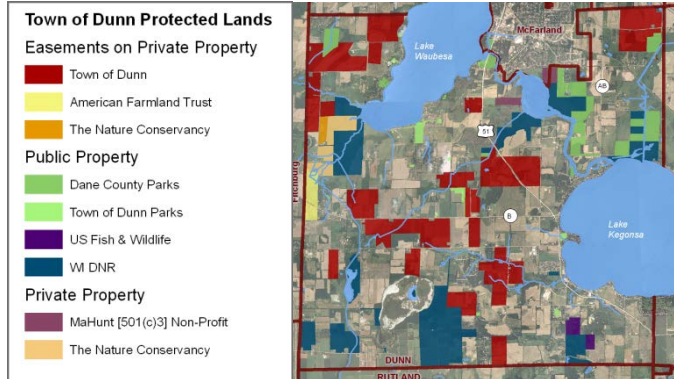 Town of Dunn Protected Lands
Easements on Private Property
Town of Dunn
American Farmland Trust
The Nature Conservancy
Public Property
Dane County Parks
Town of Dunn Parks
US Fish & Wildlife
WI DNR
Private Property
MaHunt [501(c)3] Non-Profit
The Nature Conservancy
Lake
Waubesa
McFarland
AB
51
Fitchburg
B
Lake
Kegonsa
DUNN
RUTLAND